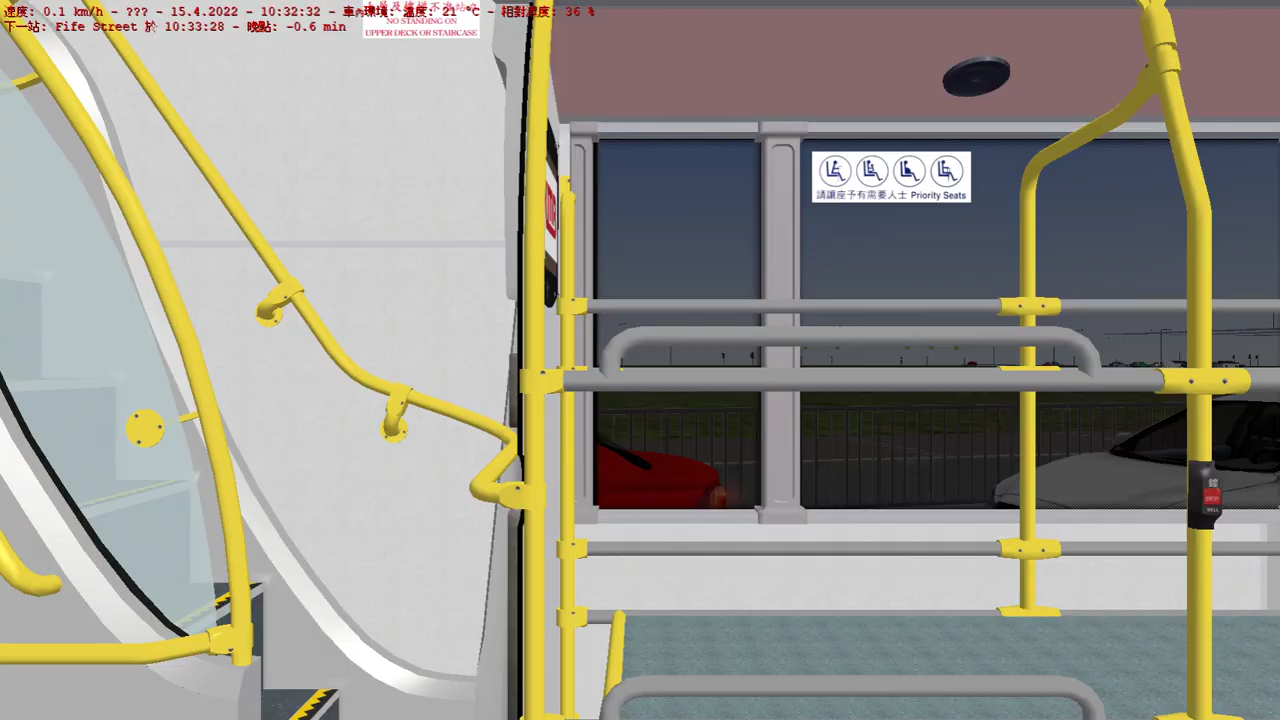 速度: 0.1 km/h - ??? - 15.4.2022 - 10:32:32 - 車內環境: 溫度: 21 °C - 相對濕度: 36 %
下一站: Fife Street 於 10:33:28 - 晚點: -0.6 min
NO STANDING ON
UPPER DECK OR STAIRCASE
請讓座予有需要人士 Priority Seats
鐘
STOP
BELL